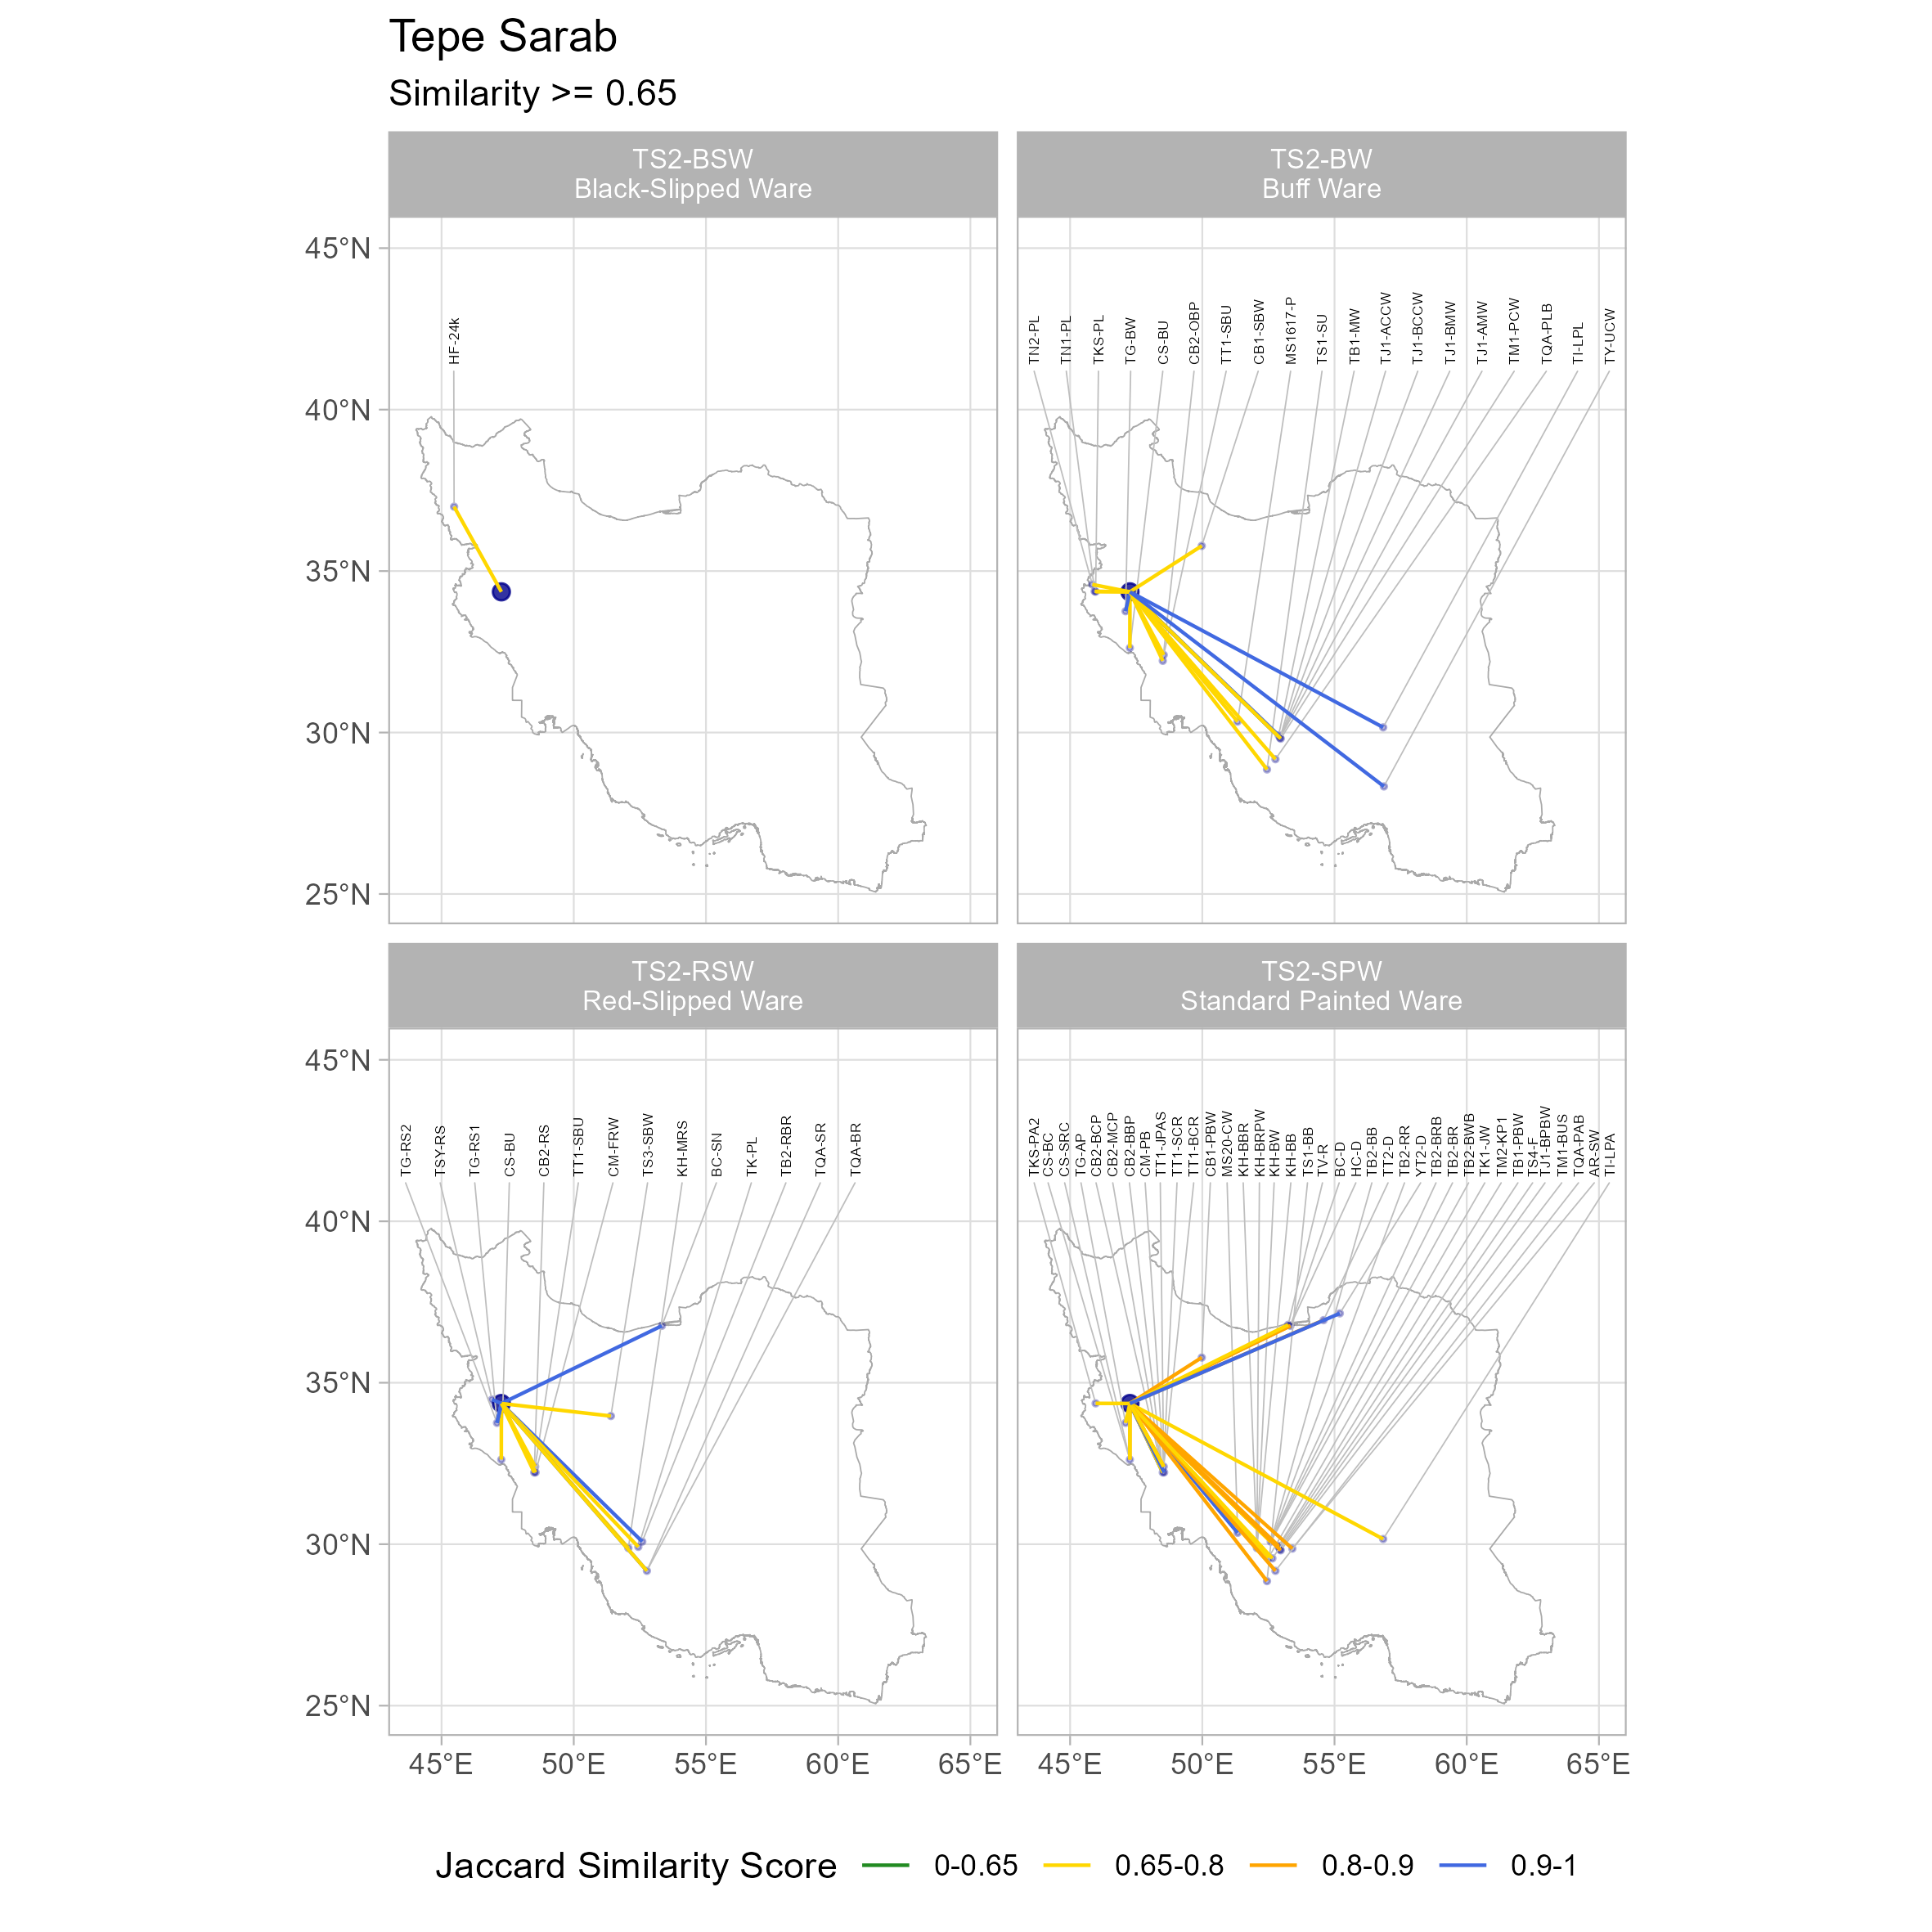 Tepe Sarab
Similarity >= 0.65
TS2-BSW
Black-Slipped Ware
TS2-BW
Buff Ware
45°N
40°N
35°N
30°N
25°N
HF-24k
TN2-PL
TN1-PL
TKS-PL
TG-BW
CS-BU
CB2-OBP
TT1-SBU
CB1-SBW
MS1617-P
TS1-SU
TB1-MW
TJ1-ACCW
TJ1-BCCW
TJ1-BMW
TJ1-AMW
TM1-PCW
TQA-PLB
TI-LPL
TY-UCW
TS2-RSW
Red-Slipped Ware
TS2-SPW
Standard Painted Ware
45°N
40°N
35°N
30°N
25°N
TG-RS2
TSY-RS
TG-RS1
CS-BU
CB2-RS
TT1-SBU
CM-FRW
TS3-SBW
KH-MRS
BC-SN
TK-PL
TB2-RBR
TQA-SR
TQA-BR
TKS-PA2
CS-BC
CS-SRC
TG-AP
CB2-BCP
CB2-MCP
CB2-BBP
CM-PB
TT1-JPAS
TT1-SCR
TT1-BCR
CB1-PBW
MS20-CW
KH-BBR
KH-BRPW
KH-BW
KH-BB
TS1-BB
TV-R
BC-D
HC-D
TB2-BB
TT2-D
TB2-RR
YT2-D
TB2-BRB
TB2-BR
TB2-BWB
TK1-JW
TM2-KP1
TB1-PBW
TS4-F
TJ1-BPBW
TM1-BUS
TQA-PAB
AR-SW
TI-LPA
45°E 50°E 55°E 60°E 65°E
45°E 50°E 55°E 60°E 65°E
Jaccard Similarity Score 0-0.65 0.65-0.8 0.8-0.9 0.9-1